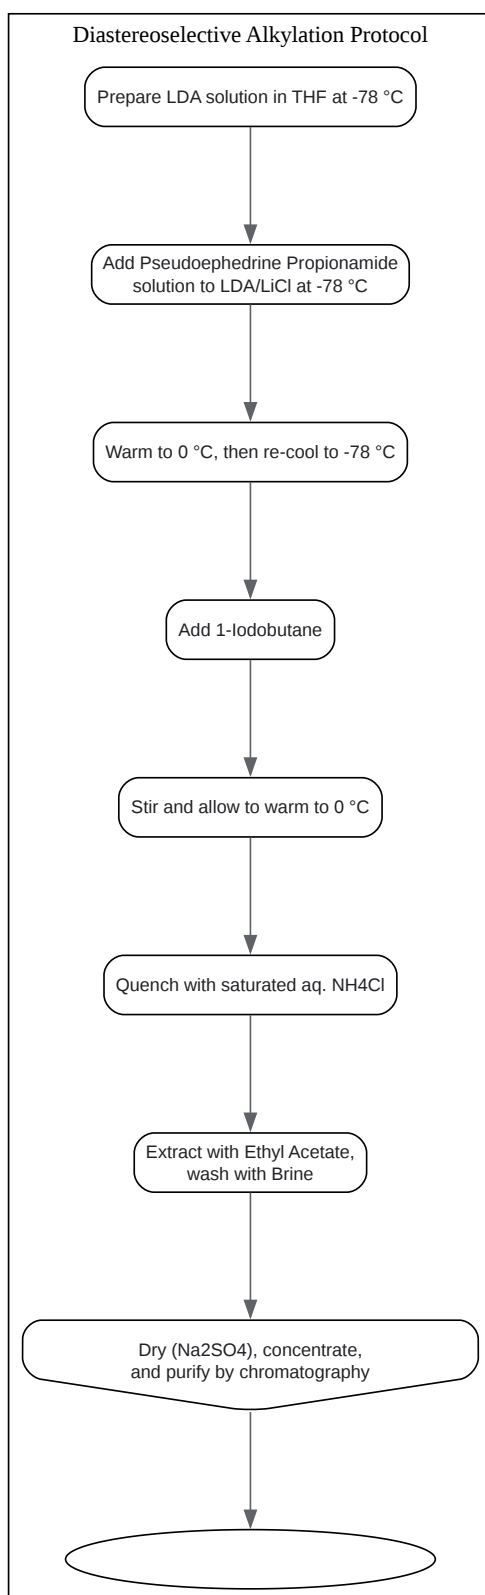 Diastereoselective Alkylation Protocol
Prepare LDA solution in THF at -78 °C
Add Pseudoephedrine Propionamide
solution to LDA/LiCl at -78 °C
Warm to 0 °C, then re-cool to -78 °C
Add 1-Iodobutane
Stir and allow to warm to 0 °C
Quench with saturated aq. NH4Cl
Extract with Ethyl Acetate,
wash with Brine
Dry (Na2SO4), concentrate,
and purify by chromatography